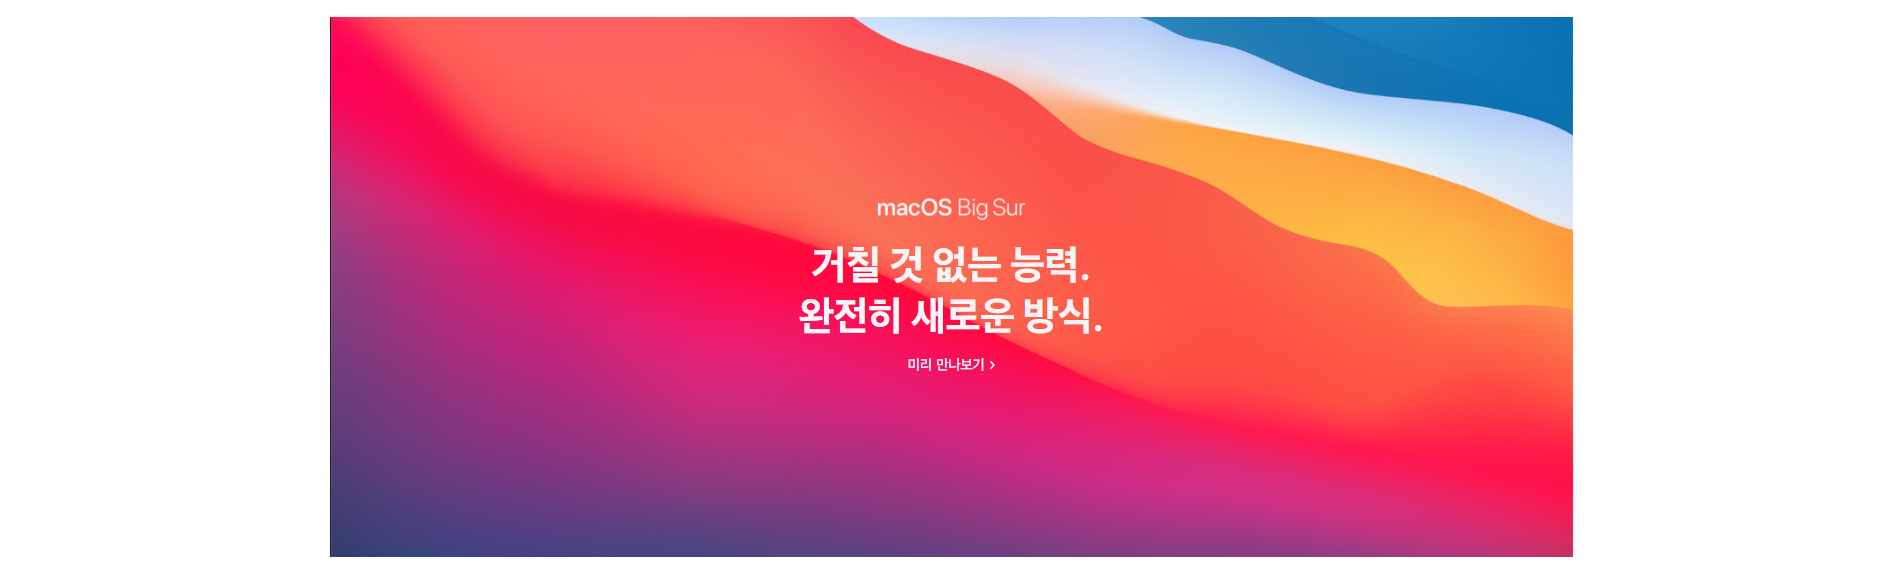 macOS Big Sur
거칠 것 없는 능력.
완전히 새로운 방식.
미리 만나보기 >